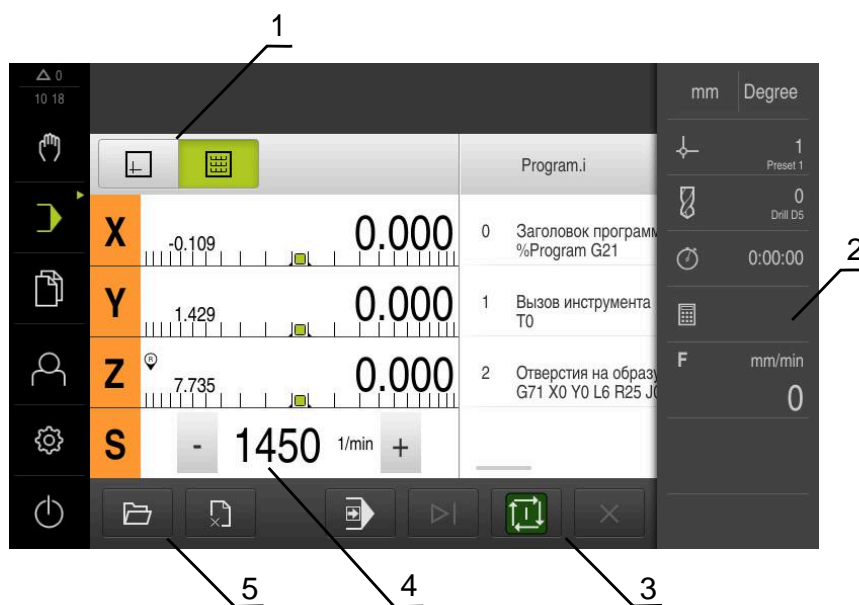 1
0
10 18
mm Degree
1
Preset 1
Program.i
0
Drill D5
X -0.109 0.000
0 Заголовок програм
%Program G21
0:00:00
2
Y 1.429 0.000
1 Вызов инструмента
T0
F mm/min
0
Z R 7.735 0.000
2 Отверстия на образ
G71 X0 Y0 L6 R25 J
S - 1450 1/min +
5 4 3